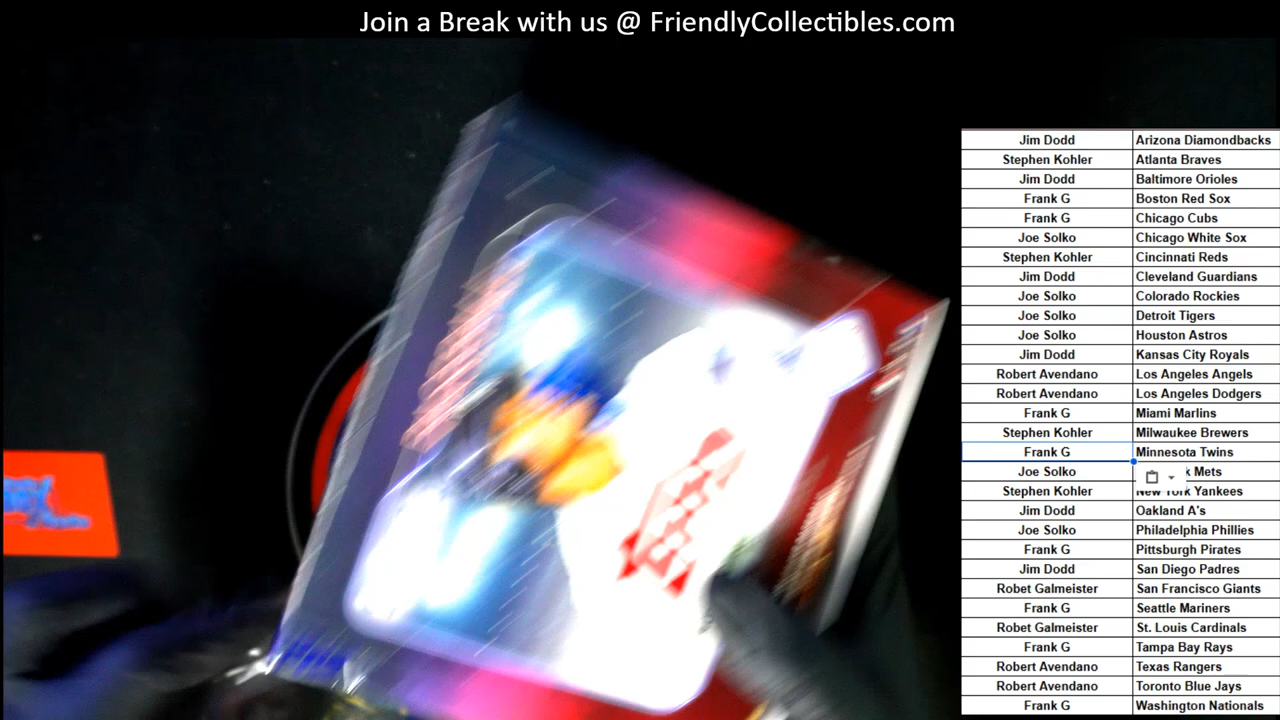 Join a Break with us @ FriendlyCollectibles.com
Jim Dodd Arizona Diamondbacks
Stephen Kohler Atlanta Braves
Jim Dodd Baltimore Orioles
Frank G Boston Red Sox
Frank G Chicago Cubs
Joe Solko Chicago White Sox
Stephen Kohler Cincinnati Reds
Jim Dodd Cleveland Guardians
Joe Solko Colorado Rockies
Joe Solko Detroit Tigers
Joe Solko Houston Astros
Jim Dodd Kansas City Royals
Robert Avendano Los Angeles Angels
Robert Avendano Los Angeles Dodgers
Frank G Miami Marlins
Stephen Kohler Milwaukee Brewers
Frank G Minnesota Twins
Joe Solko k Mets
Stephen Kohler New York Yankees
Jim Dodd Oakland A's
Joe Solko Philadelphia Phillies
Frank G Pittsburgh Pirates
Jim Dodd San Diego Padres
Robet Galmeister San Francisco Giants
Frank G Seattle Mariners
Robet Galmeister St. Louis Cardinals
Frank G Tampa Bay Rays
Robert Avendano Texas Rangers
Robert Avendano Toronto Blue Jays
Frank G Washington Nationals